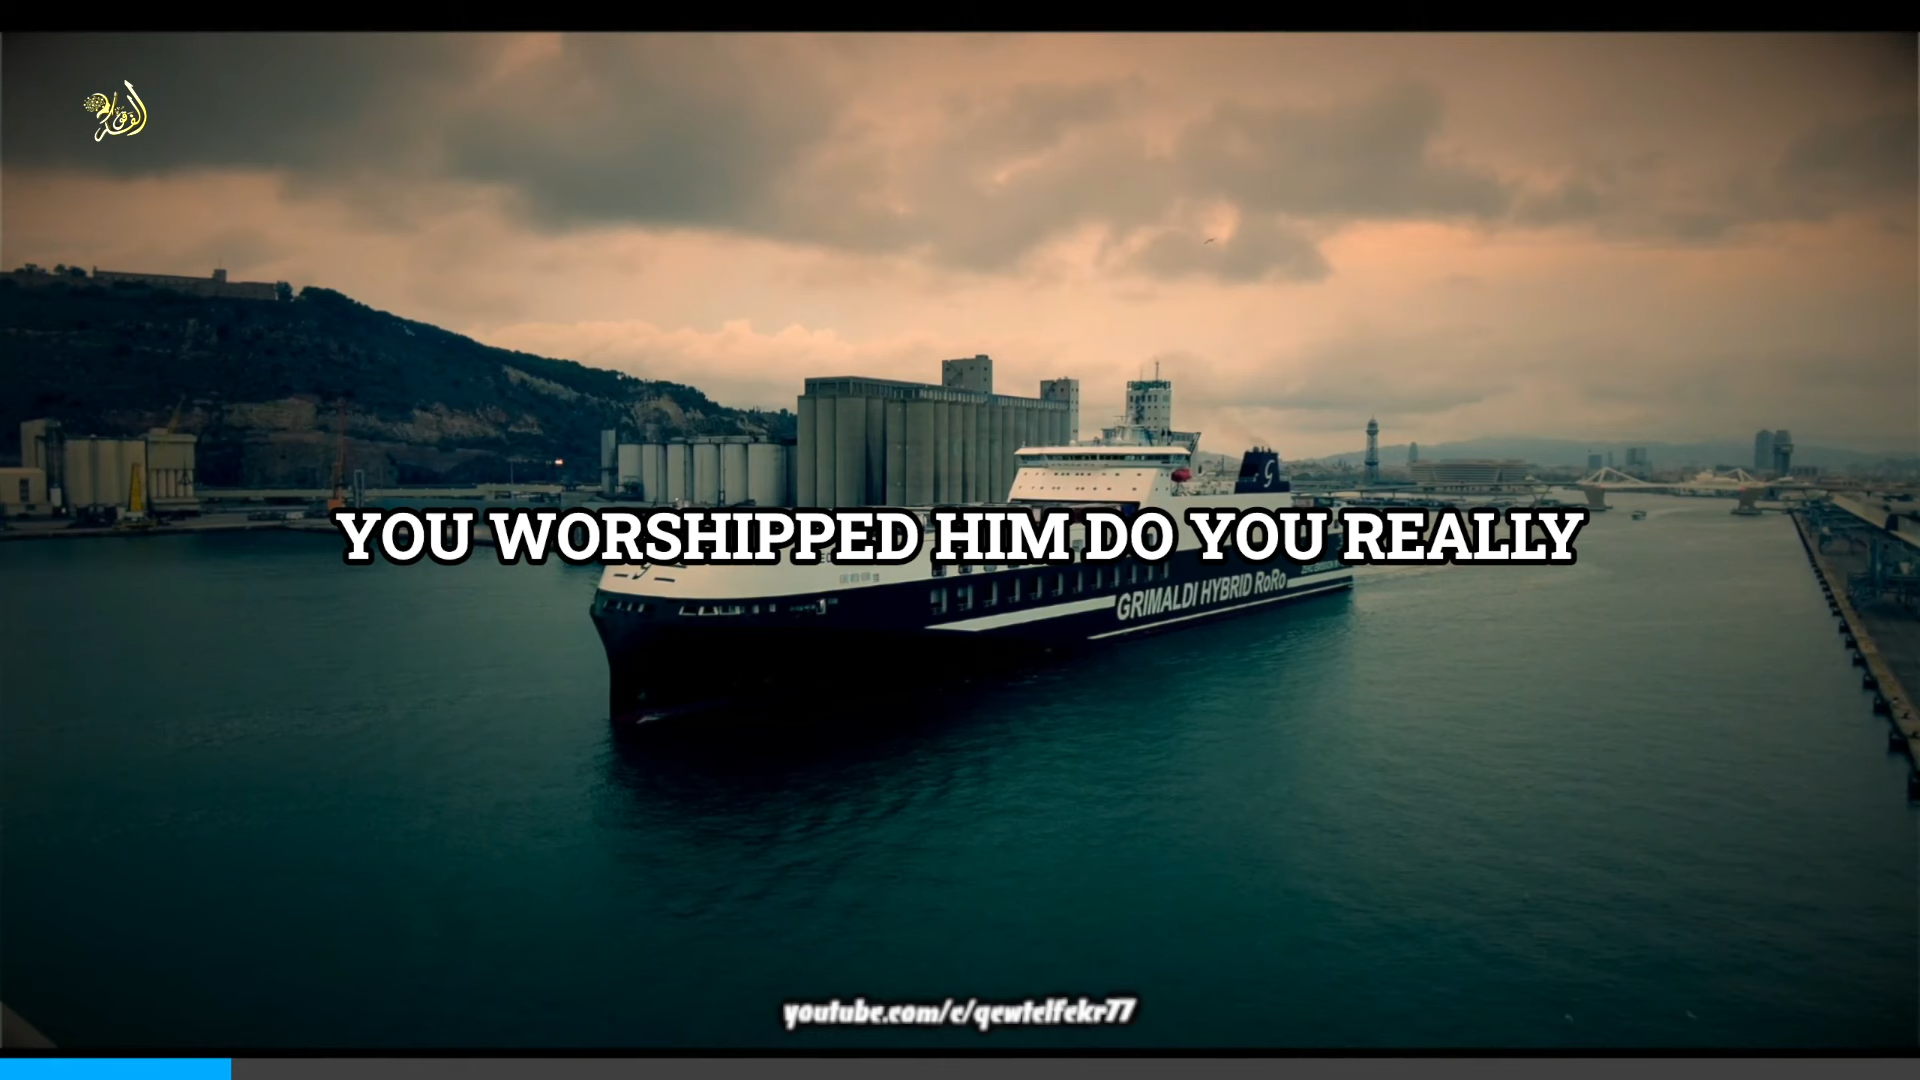 YOU WORSHIPPED HIM DO YOU REALLY
GRIMALDI HYBRID RoRo
youtube.com/c/qewtelfekr77